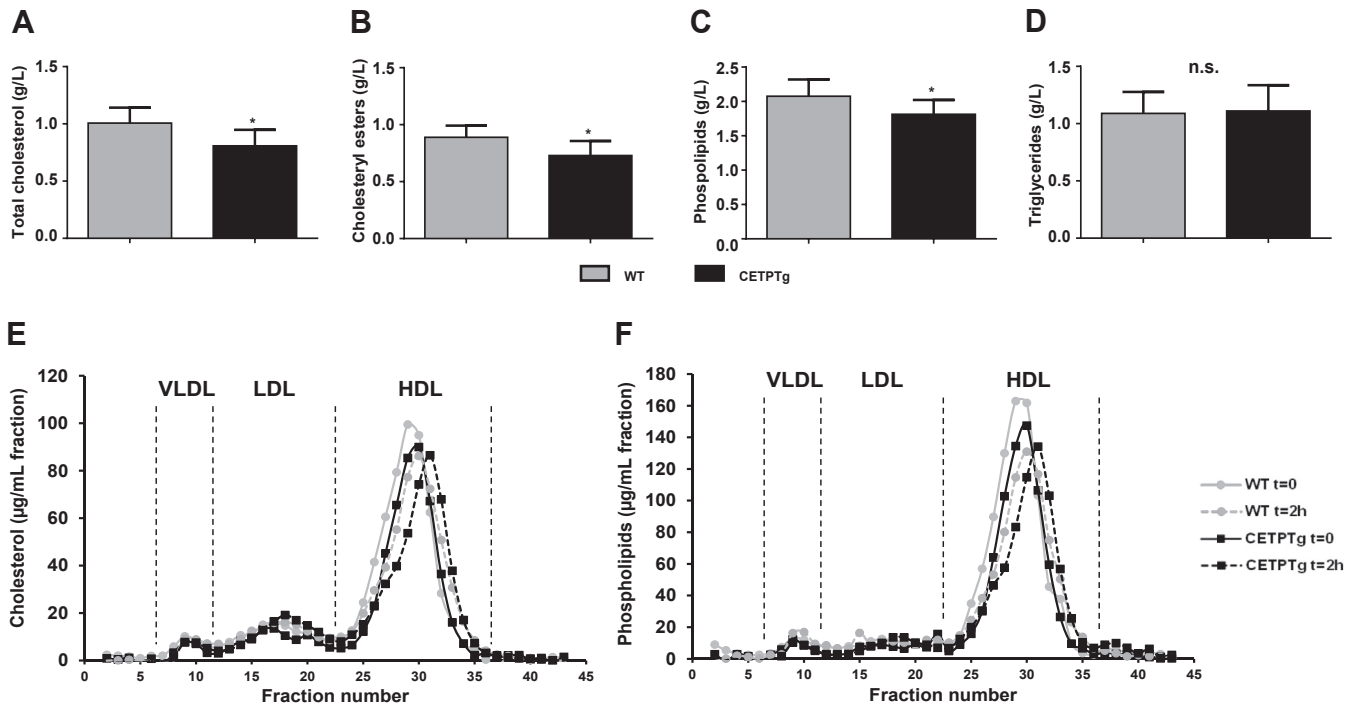 A
B
C
D
Total cholesterol (g/L)
1.5
1.0
0.5
0.0
*
Cholesteryl esters (g/L)
1.5
1.0
0.5
0.0
*
Phospolipids (g/L)
2.5
2.0
1.5
1.0
0.5
0.0
*
Triglycerides (g/L)
1.5
1.0
0.5
0.0
n.s.
WT
CETPTg
E
Cholesterol (µg/mL fraction)
120
100
80
60
40
20
0
VLDL
LDL
HDL
0 5 10 15 20 25 30 35 40 45
Fraction number
F
Phospholipids (µg/mL fraction)
180
160
140
120
100
80
60
40
20
0
VLDL
LDL
HDL
0 5 10 15 20 25 30 35 40 45
Fraction number
WT t=0
WT t=2h
CETPTg t=0
CETPTg t=2h